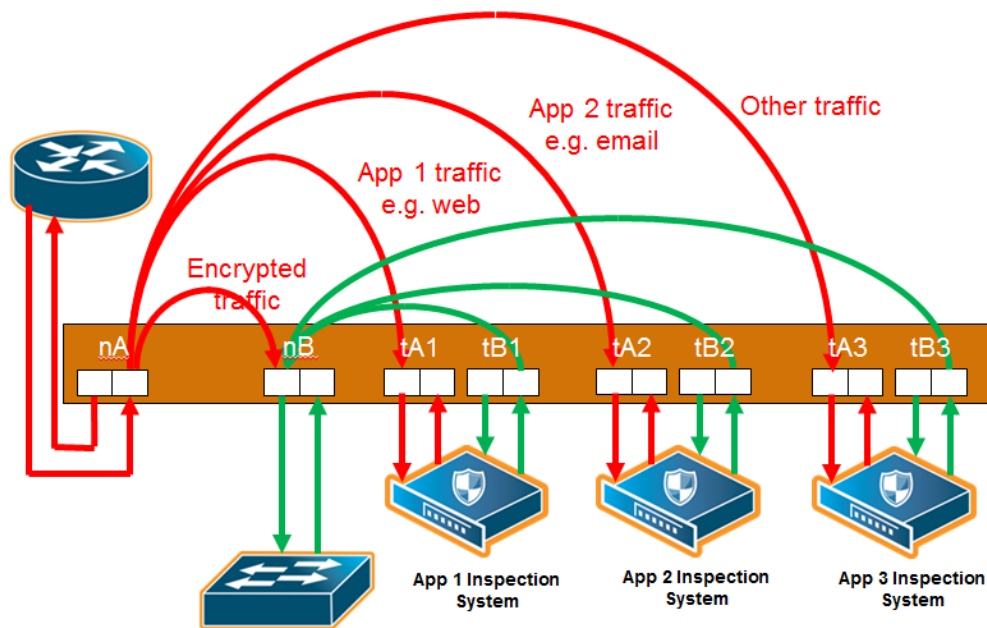 Other traffic
App 2 traffic
e.g. email
App 1 traffic
e.g. web
Encrypted
traffic
nA
nB
tA1
tB1
tA2
tB2
tA3
tB3
App 1 Inspection
System
App 2 Inspection
System
App 3 Inspection
System